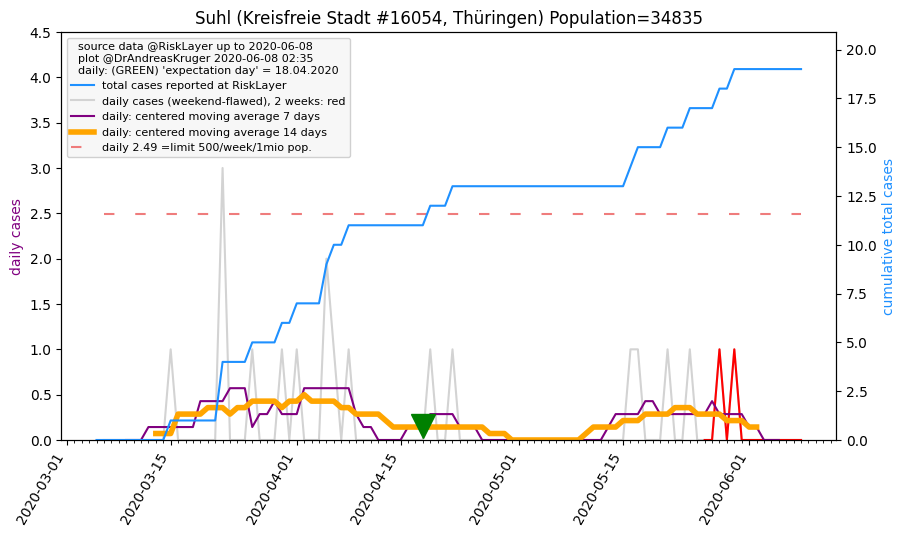 Suhl (Kreisfreie Stadt #16054, Thüringen) Population=34835
source data @RiskLayer up to 2020-06-08
plot @DrAndreasKruger 2020-06-08 02:35
daily: (GREEN) 'expectation day' = 18.04.2020
total cases reported at RiskLayer
daily cases (weekend-flawed), 2 weeks: red
daily: centered moving average 7 days
daily: centered moving average 14 days
daily 2.49 =limit 500/week/1mio pop.
daily cases
4.5
4.0
3.5
3.0
2.5
2.0
1.5
1.0
0.5
0.0
cumulative total cases
20.0
17.5
15.0
12.5
10.0
7.5
5.0
2.5
0.0
2020-03-01
2020-03-15
2020-04-01
2020-04-15
2020-05-01
2020-05-15
2020-06-01